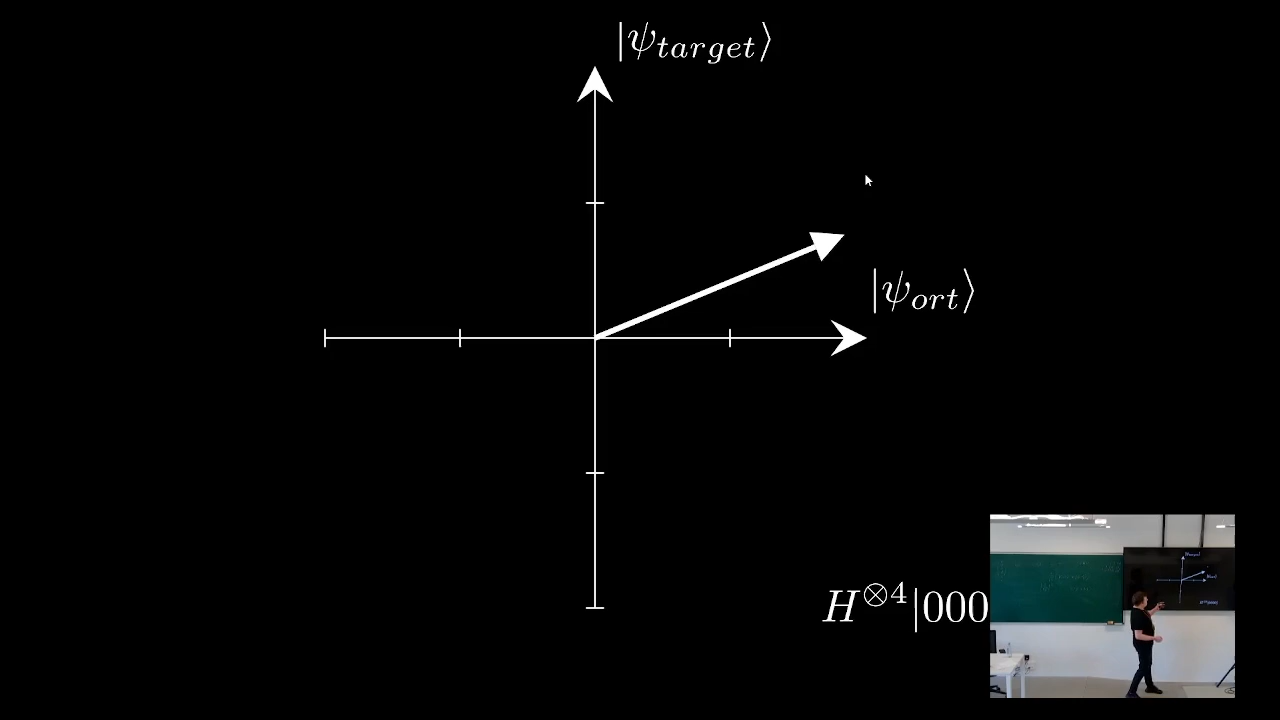 |ψ_target⟩
|ψ_ort⟩
H^{⊗4}|000